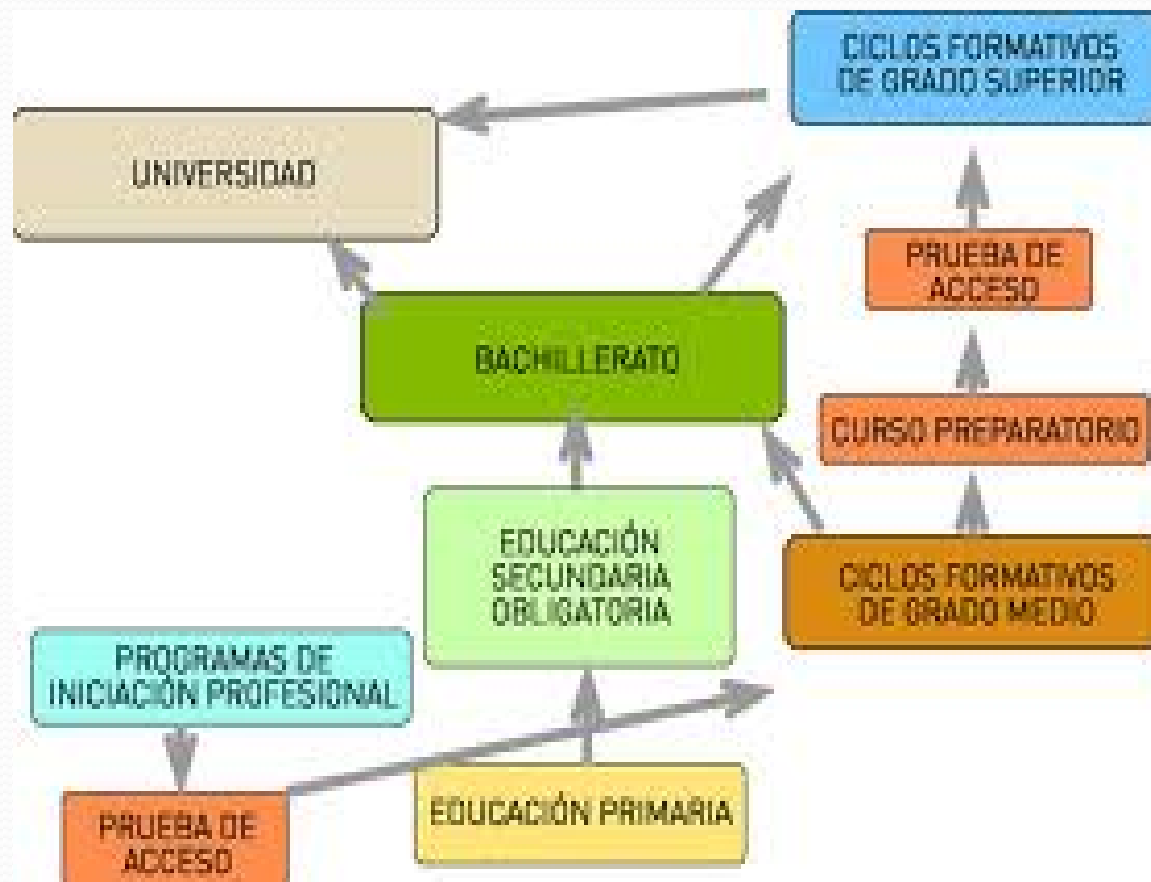 CICLOS FORMATIVOS
DE GRADO SUPERIOR
UNIVERSIDAD
PRUEBA DE
ACCESO
BACHILLERATO
CURSO PREPARATORIO
EDUCACIÓN
SECUNDARIA
OBLIGATORIA
CICLOS FORMATIVOS
DE GRADO MEDIO
PROGRAMAS DE
INICIACIÓN PROFESIONAL
EDUCACIÓN PRIMARIA
PRUEBA DE
ACCESO